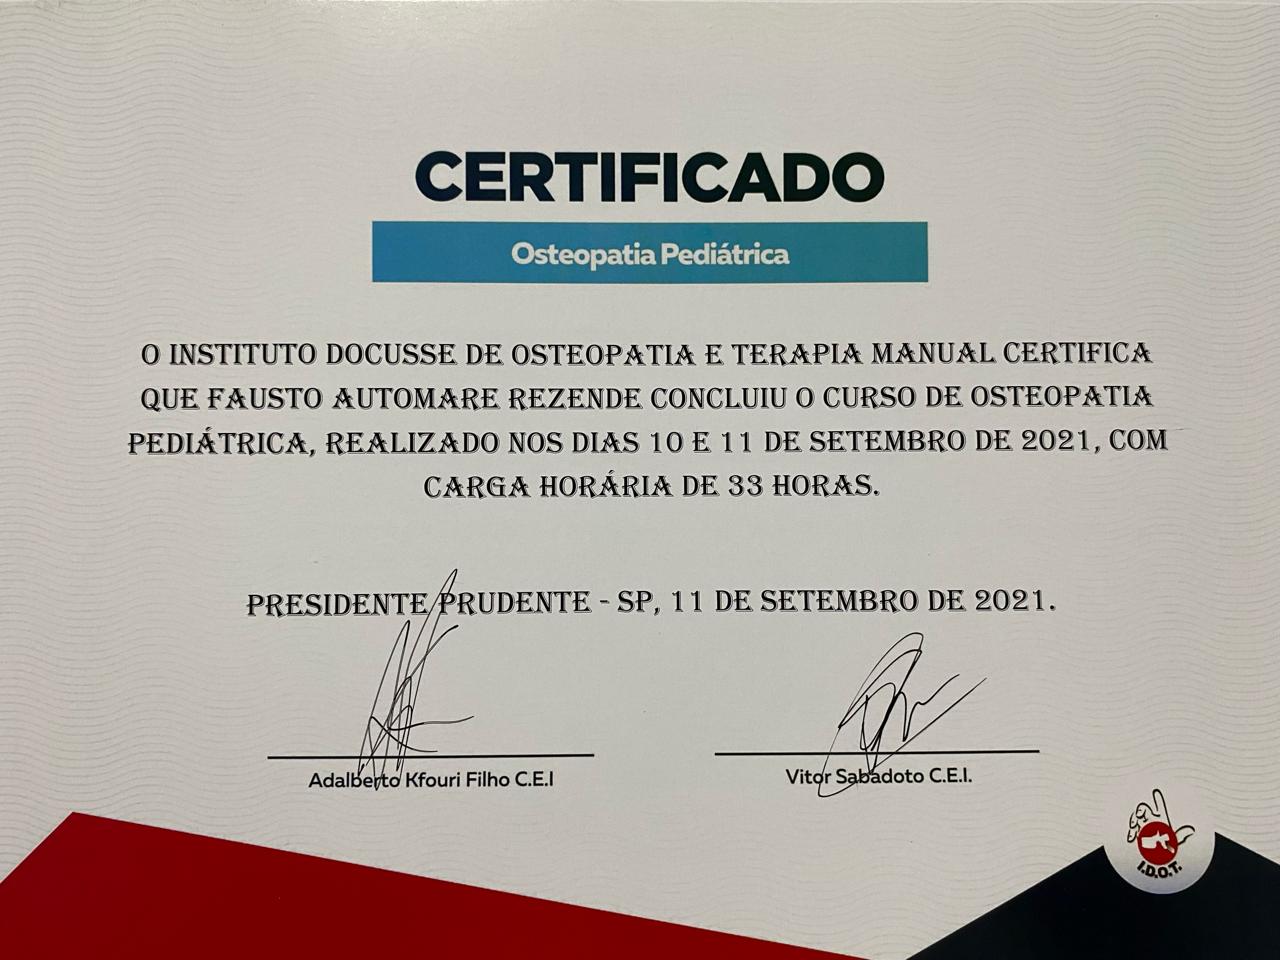 CERTIFICADO
Osteopatia Pediátrica
O INSTITUTO DOCUSSE DE OSTEOPATIA E TERAPIA MANUAL CERTIFICA
QUE FAUSTO AUTOMARE REZENDE CONCLUIU O CURSO DE OSTEOPATIA
PEDIÁTRICA, REALIZADO NOS DIAS 10 E 11 DE SETEMBRO DE 2021, COM
CARGA HORÁRIA DE 33 HORAS.
PRESIDENTE PRUDENTE - SP, 11 DE SETEMBRO DE 2021.
Adalberto Kfouri Filho C.E.I
Vitor Sabadoto C.E.I.
I.D.O.T.